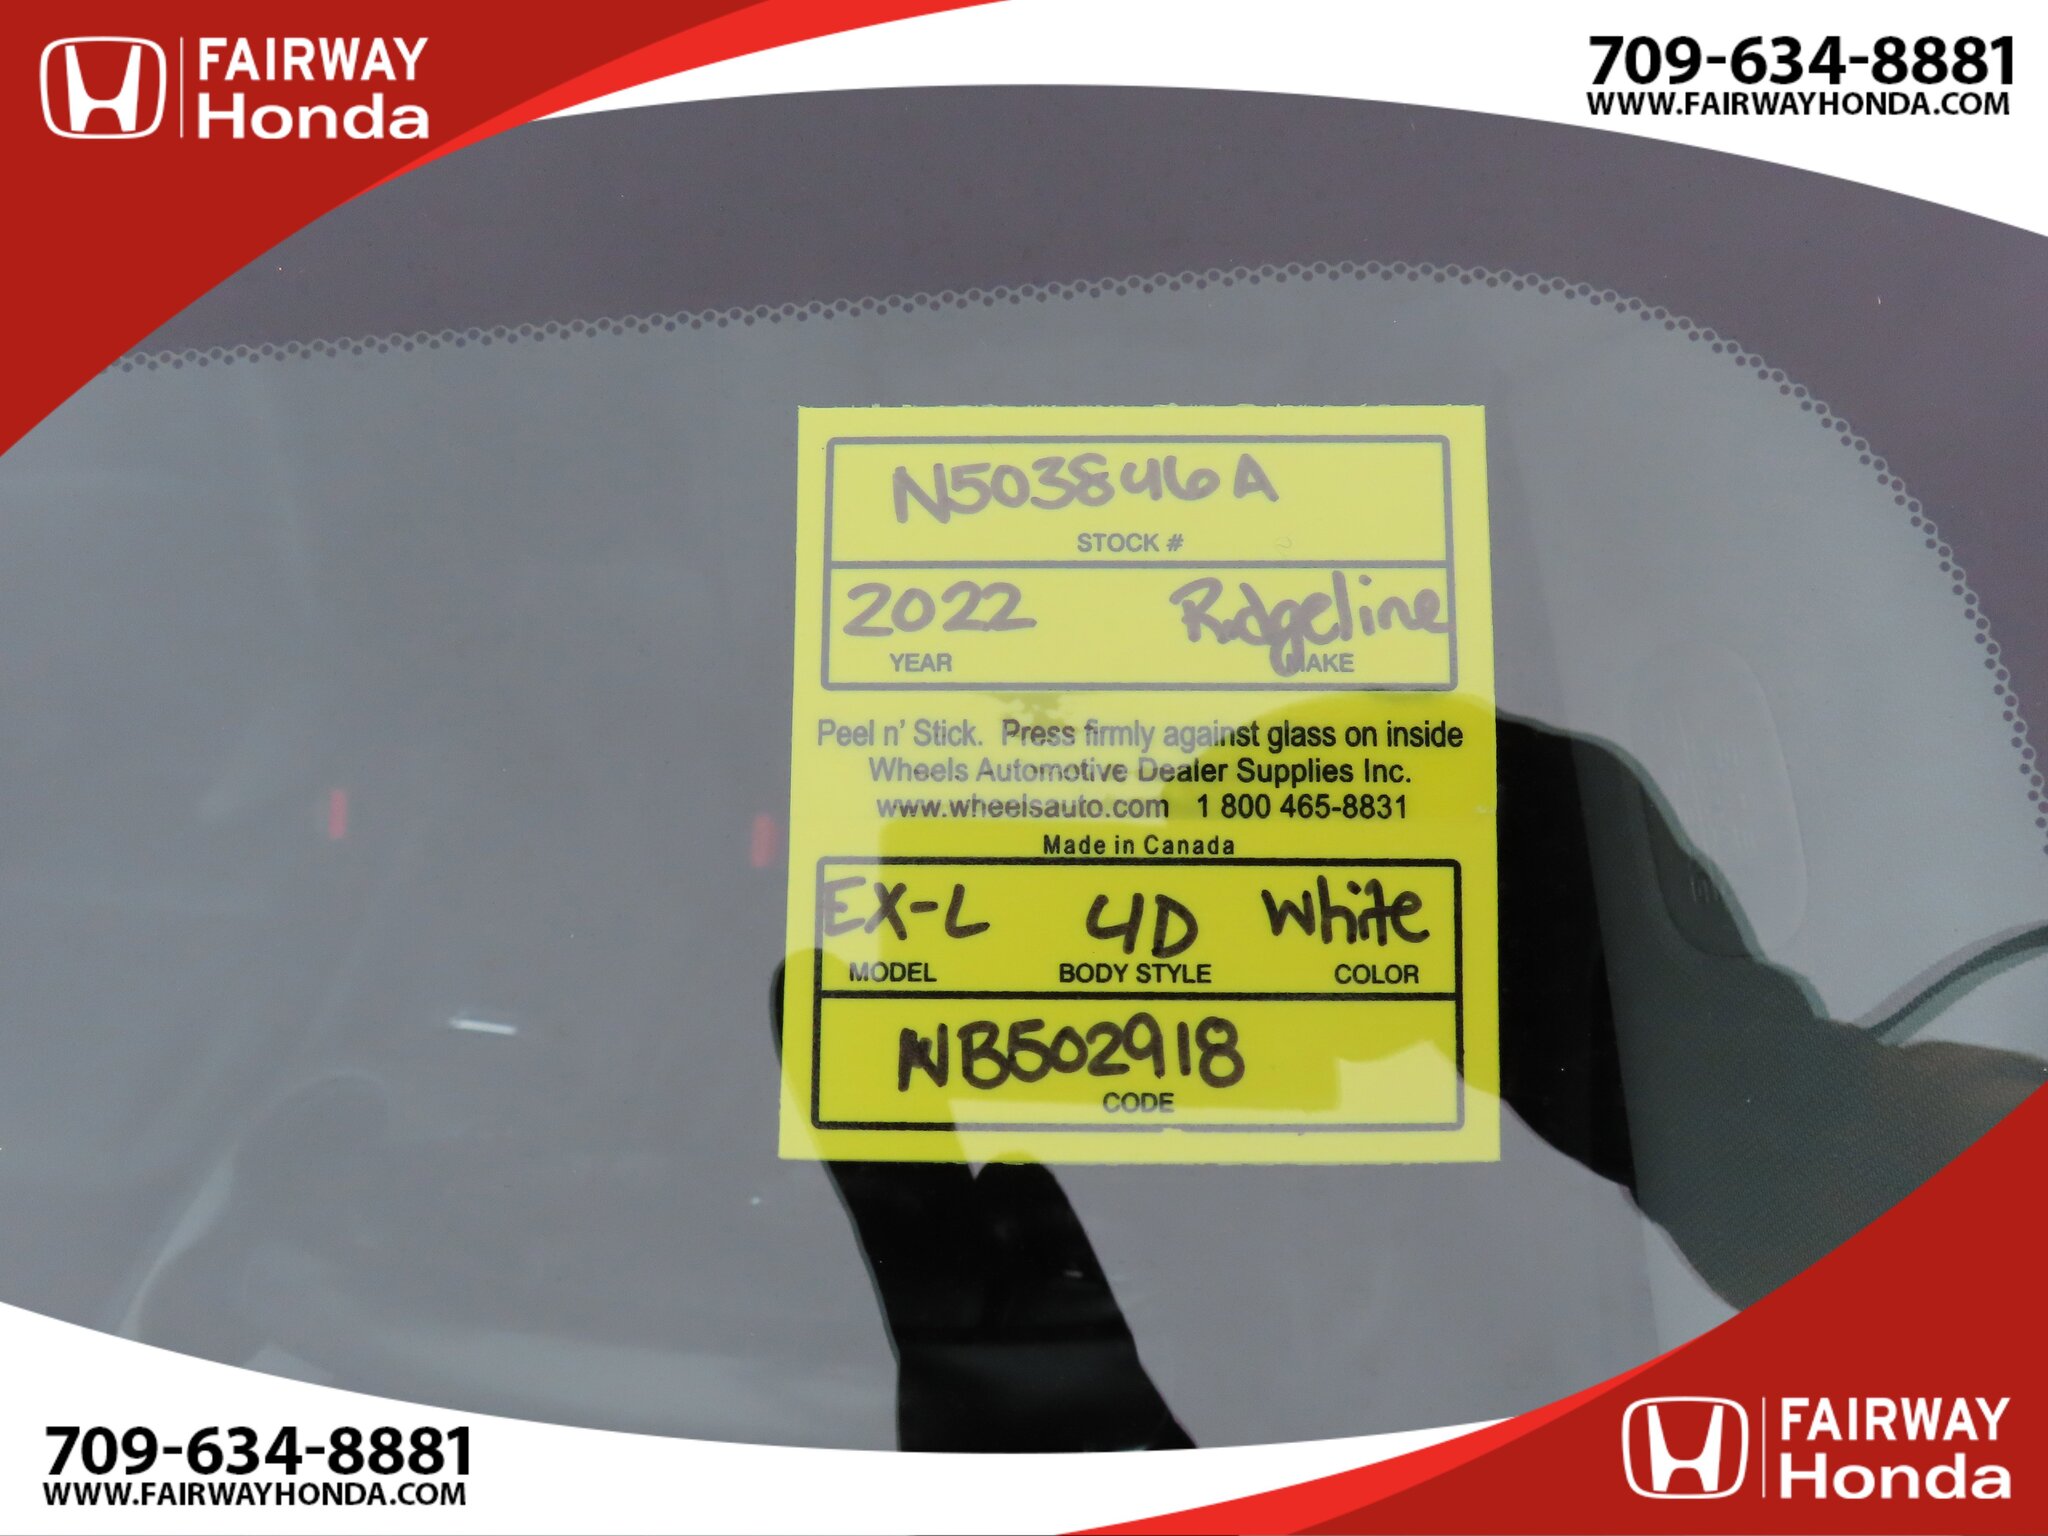 FAIRWAY
Honda
709-634-8881
WWW.FAIRWAYHONDA.COM
N503846A
STOCK #
2022 Ridgeline
YEAR MAKE
Peel n' Stick. Press firmly against glass on inside
Wheels Automotive Dealer Supplies Inc.
www.wheelsauto.com 1 800 465-8831
Made in Canada
EX-L 4D White
MODEL BODY STYLE COLOR
NB502918
CODE
709-634-8881
WWW.FAIRWAYHONDA.COM
FAIRWAY
Honda